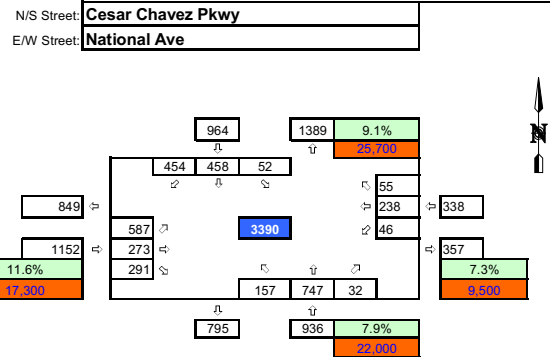 N/S Street: Cesar Chavez Pkwy
E/W Street: National Ave
N
964 1389 9.1%
25,700
454 458 52
55
849 238 338
587 3390 46
1152 273 357
11.6% 291 7.3%
17,300 157 747 32 9,500
795 936 7.9%
22,000